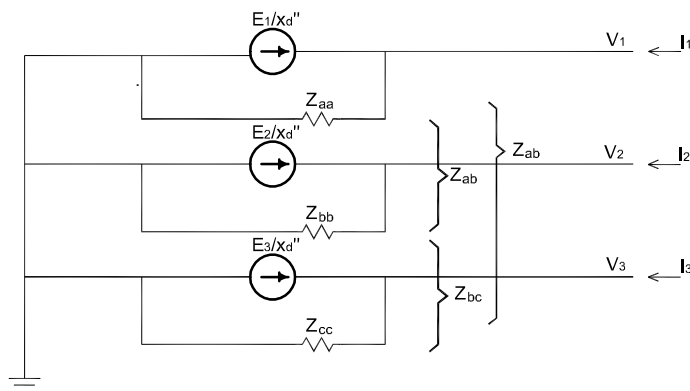 E₁/xd"
V₁
I₁
Zaa
E₂/xd"
Zab
Zab
V₂
I₂
Zbb
E₃/xd"
V₃
I₃
Zbc
Zcc